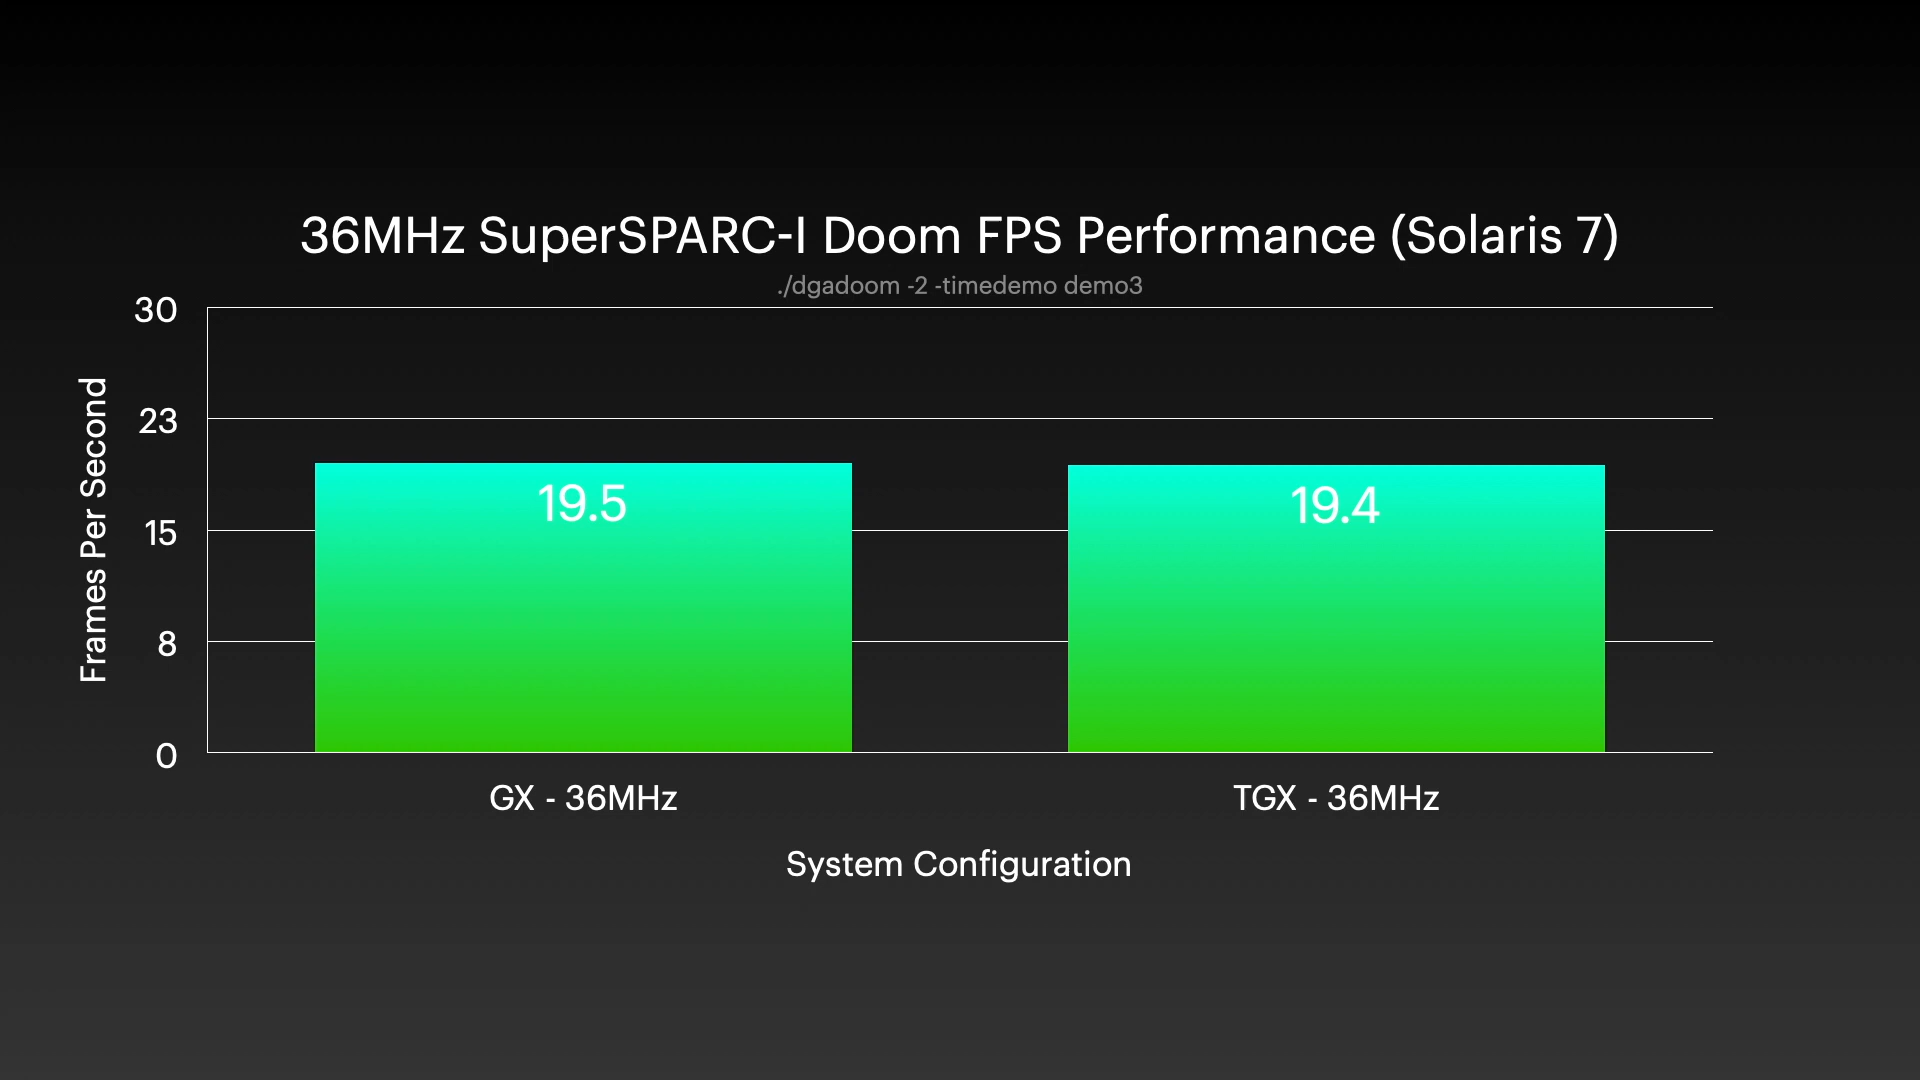 36MHz SuperSPARC-I Doom FPS Performance (Solaris 7)
./dgadoom -2 -timedemo demo3
Frames Per Second
30
23
15
8
0
19.5
19.4
GX - 36MHz
TGX - 36MHz
System Configuration